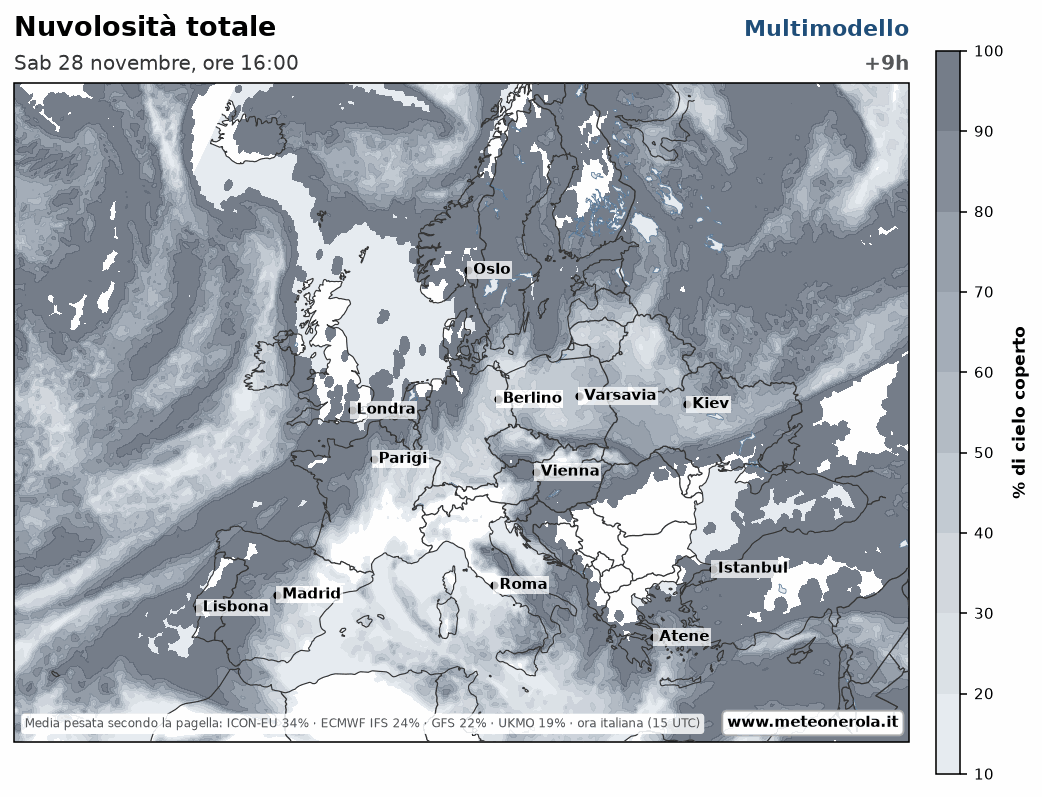 Nuvolosità totale
Multimodello
Sab 28 novembre, ore 16:00
+9h
100
90
80
70
60
50
40
30
20
10
% di cielo coperto
Oslo
Londra
Berlino
Varsavia
Kiev
Parigi
Vienna
Istanbul
Madrid
Roma
Lisbona
Atene
Media pesata secondo la pagella: ICON-EU 34% · ECMWF IFS 24% · GFS 22% · UKMO 19% · ora italiana (15 UTC)
www.meteonerola.it